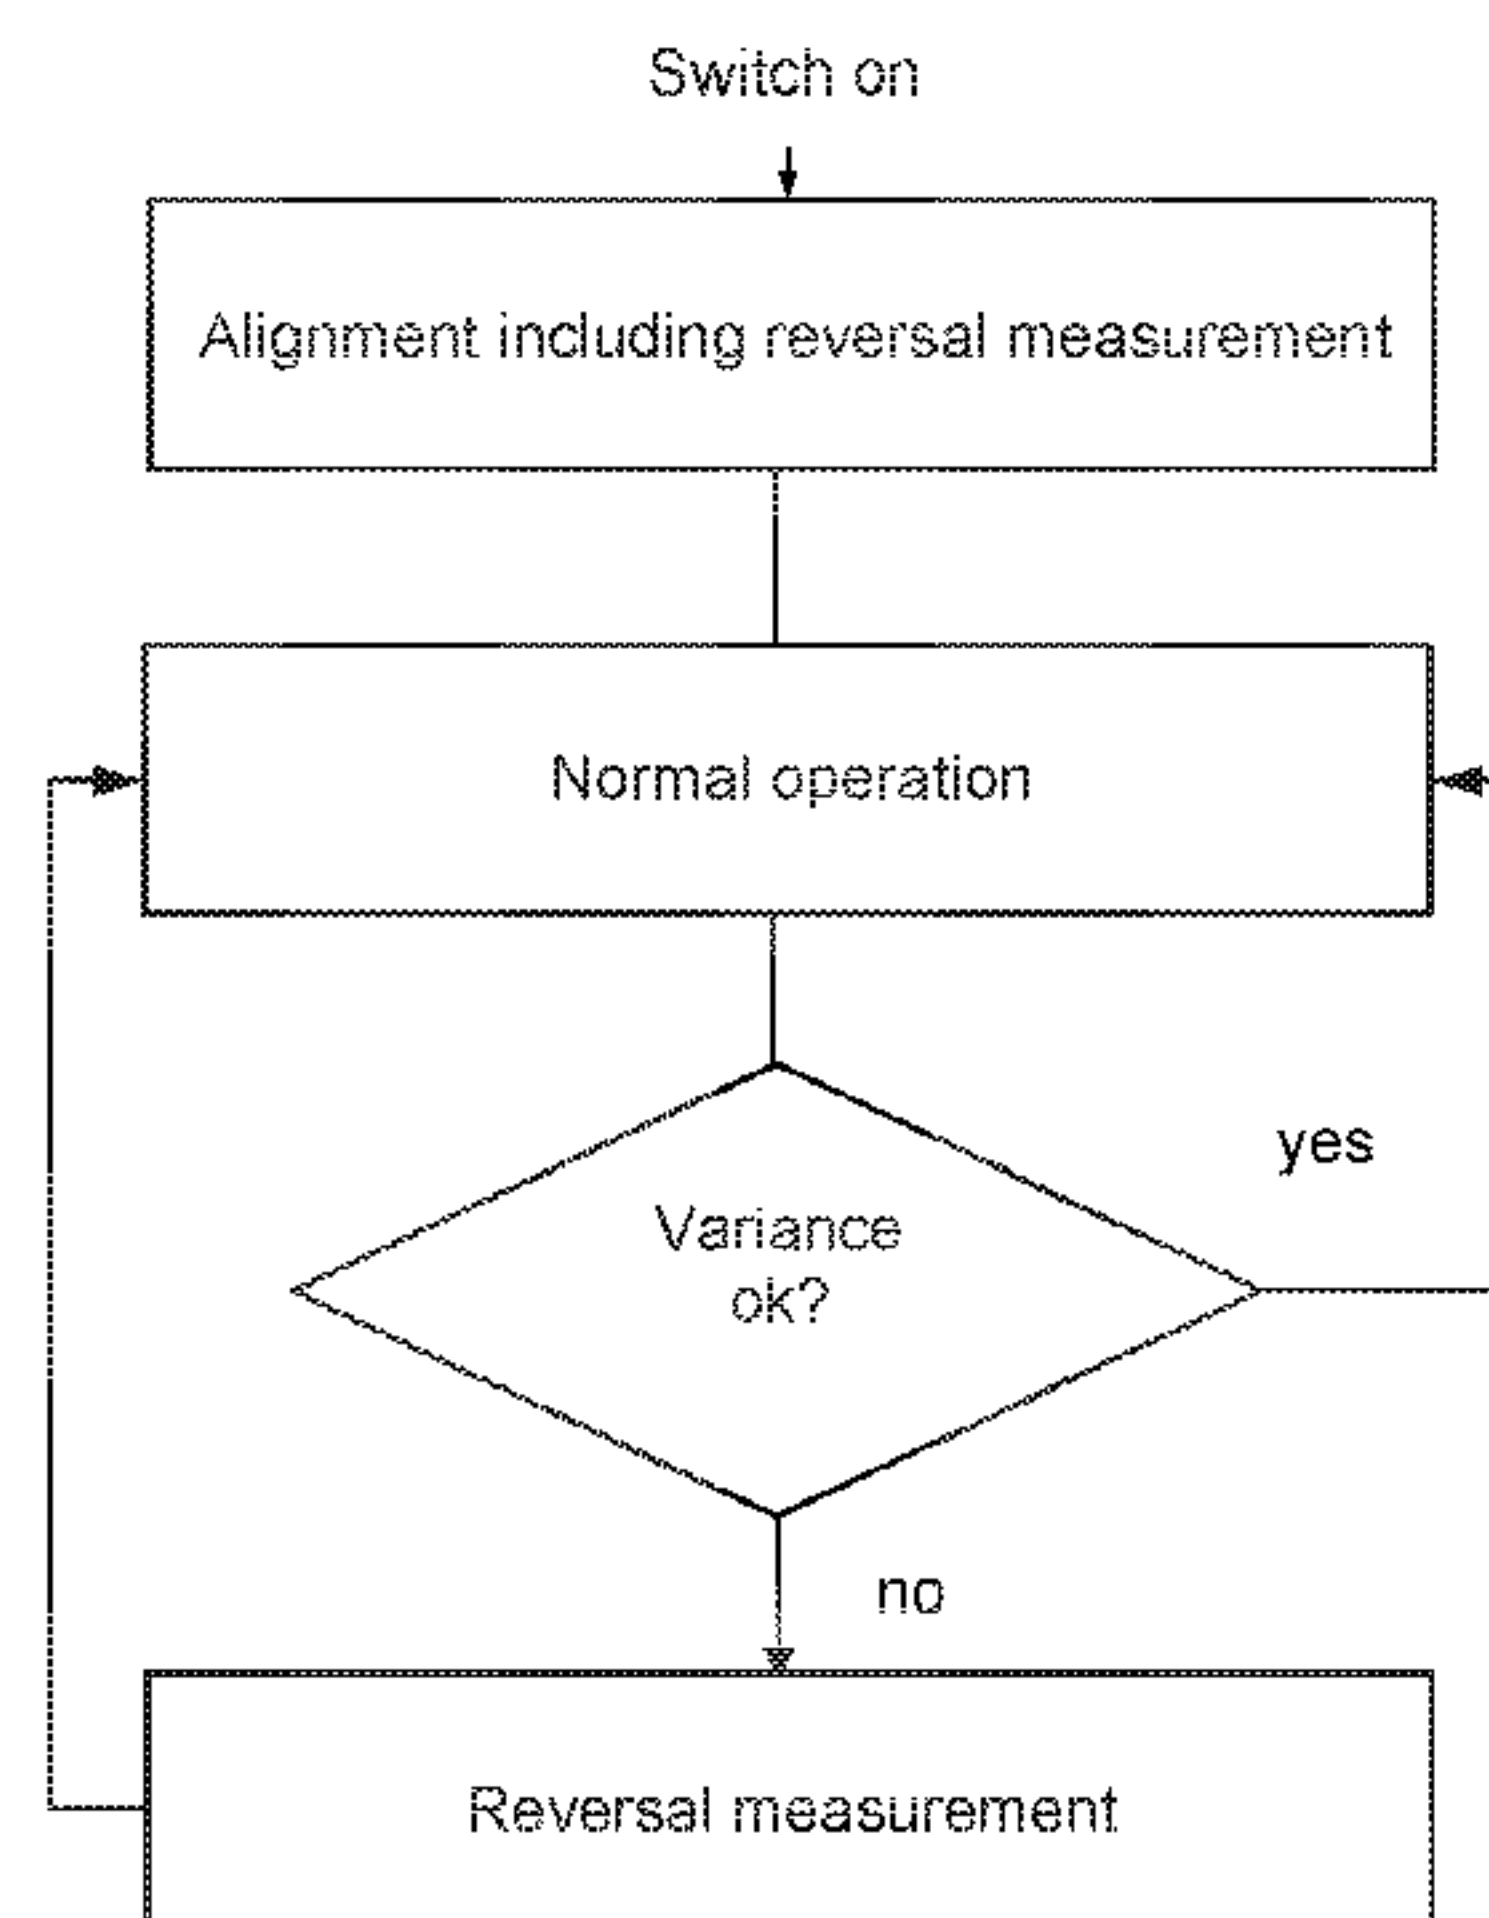 Switch on
Alignment including reversal measurement
Normal operation
yes
Variance
ok?
no
Reversal measurement